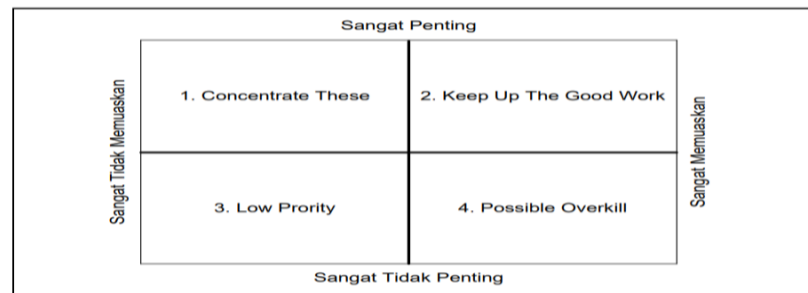 Sangat Penting
Sangat Tidak Memuaskan
1. Concentrate These
2. Keep Up The Good Work
Sangat Memuaskan
3. Low Prority
4. Possible Overkill
Sangat Tidak Penting